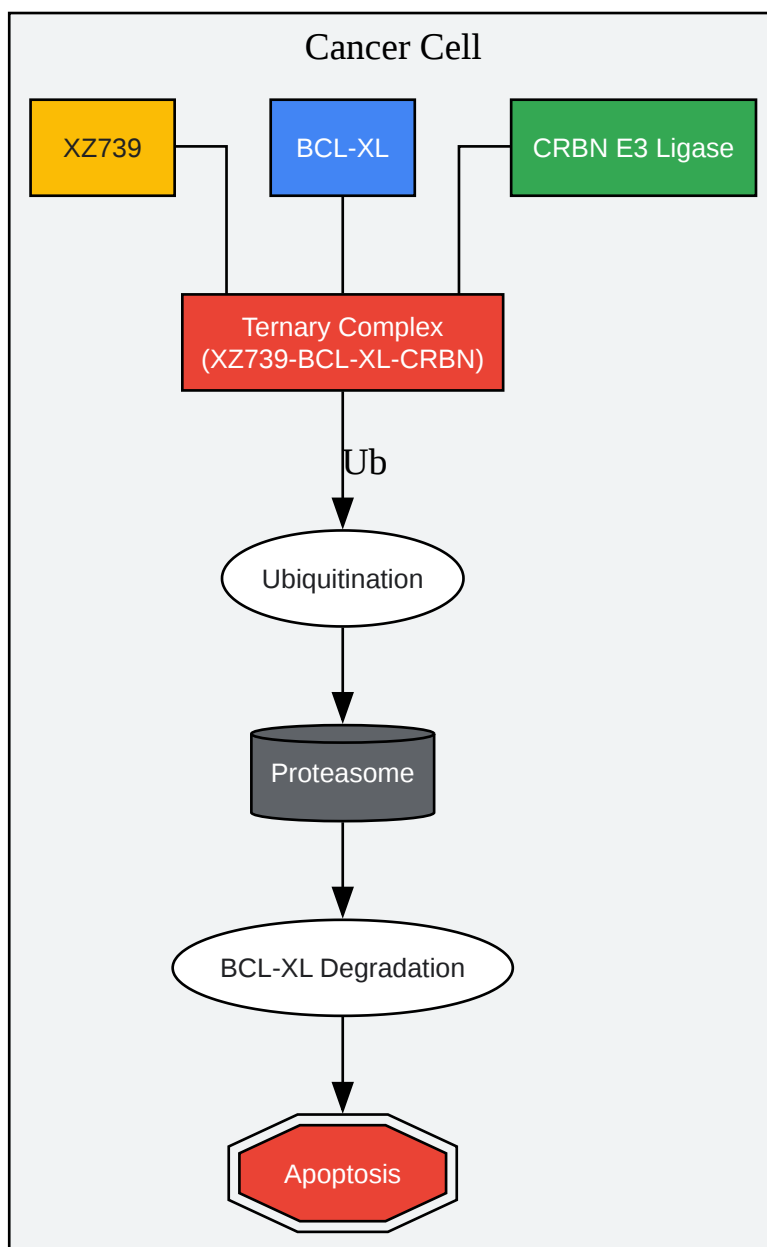 Cancer Cell
XZ739
BCL-XL
CRBN E3 Ligase
Ternary Complex
(XZ739-BCL-XL-CRBN)
Ub
Ubiquitination
Proteasome
BCL-XL Degradation
Apoptosis